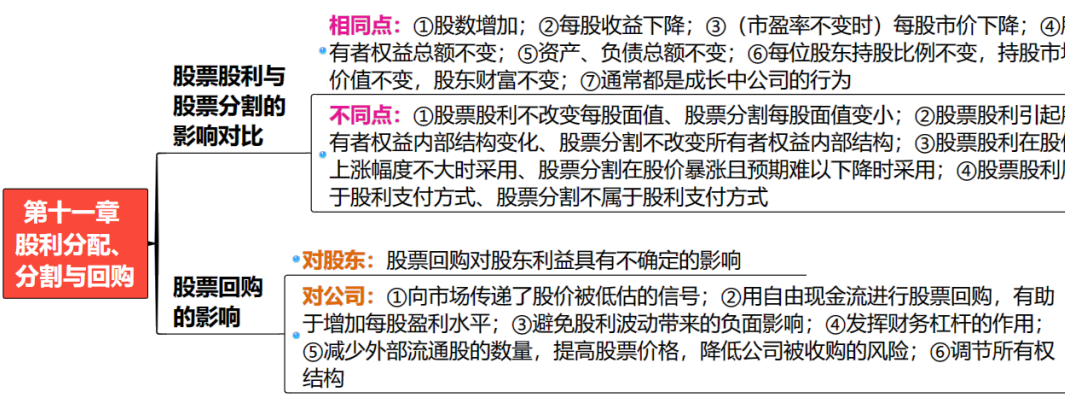 第十一章
股利分配、
分割与回购
股票股利与
股票分割的
影响对比
相同点：①股数增加；②每股收益下降；③（市盈率不变时）每股市价下降；④
有者权益总额不变；⑤资产、负债总额不变；⑥每位股东持股比例不变，持股市
价值不变，股东财富不变；⑦通常都是成长中公司的行为
不同点：①股票股利不改变每股面值、股票分割每股面值变小；②股票股利引起
有者权益内部结构变化、股票分割不改变所有者权益内部结构；③股票股利在股
上涨幅度不大时采用、股票分割在股价暴涨且预期难以下降时采用；④股票股利
于股利支付方式、股票分割不属于股利支付方式
股票回购
的影响
对股东：股票回购对股东利益具有不确定的影响
对公司：①向市场传递了股价被低估的信号；②用自由现金流进行股票回购，有助
于增加每股盈利水平；③避免股利波动带来的负面影响；④发挥财务杠杆的作用；
⑤减少外部流通股的数量，提高股票价格，降低公司被收购的风险；⑥调节所有权
结构